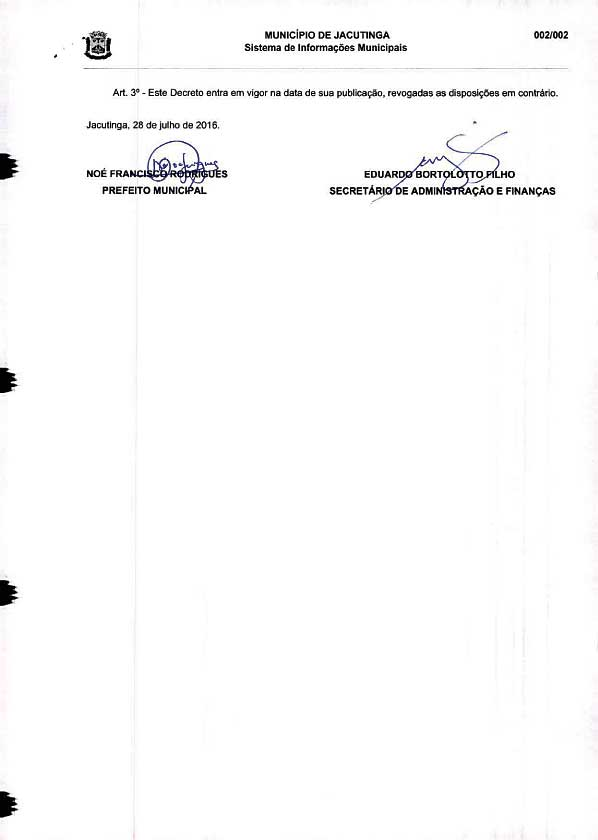 MUNICÍPIO DE JACUTINGA
002/002
Sistema de Informações Municipais
Art. 3º - Este Decreto entra em vigor na data de sua publicação, revogadas as disposições em contrário.
Jacutinga, 28 de julho de 2016.
NOÉ FRANCISCO RODRIGUES
EDUARDO BORTOLOTTO FILHO
PREFEITO MUNICIPAL
SECRETÁRIO DE ADMINISTRAÇÃO E FINANÇAS